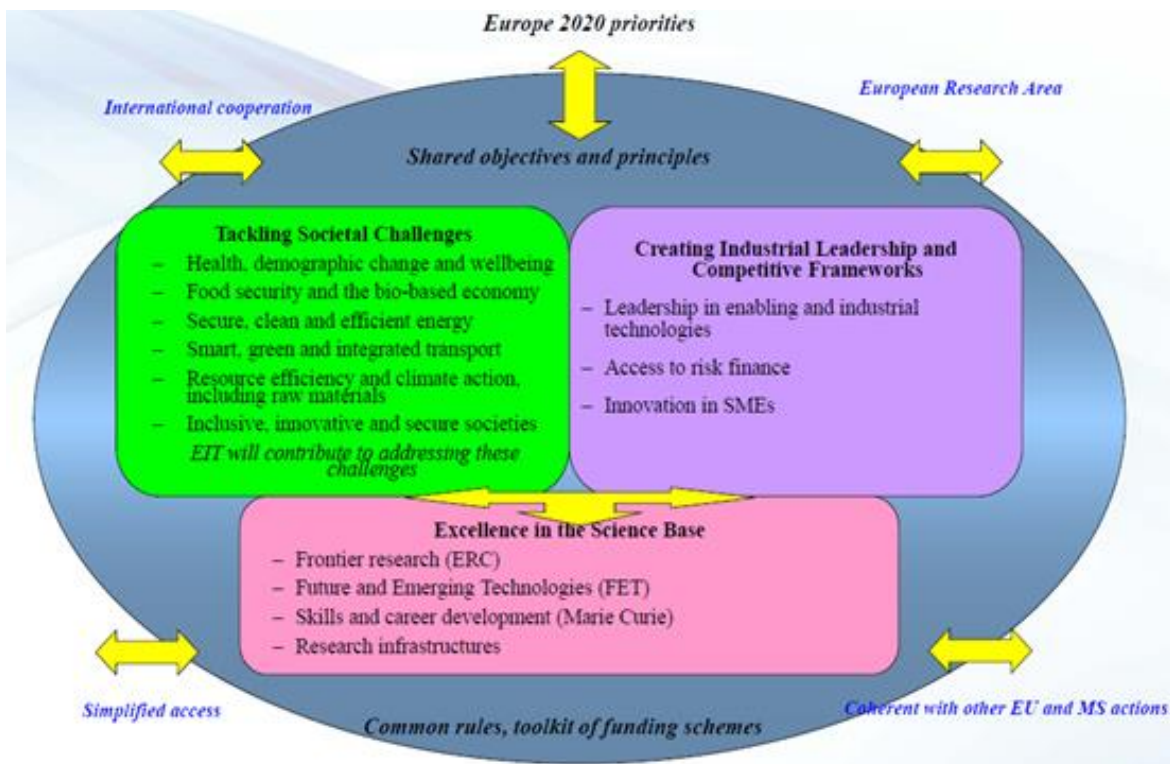 Europe 2020 priorities
International cooperation
European Research Area
Shared objectives and principles
Tackling Societal Challenges
– Health, demographic change and wellbeing
– Food security and the bio-based economy
– Secure, clean and efficient energy
– Smart, green and integrated transport
– Resource efficiency and climate action,
including raw materials
– Inclusive, innovative and secure societies
EIT will contribute to addressing these
challenges
Creating Industrial Leadership and
Competitive Frameworks
– Leadership in enabling and industrial
technologies
– Access to risk finance
– Innovation in SMEs
Excellence in the Science Base
– Frontier research (ERC)
– Future and Emerging Technologies (FET)
– Skills and career development (Marie Curie)
– Research infrastructures
Simplified access
Coherent with other EU and MS actions
Common rules, toolkit of funding schemes